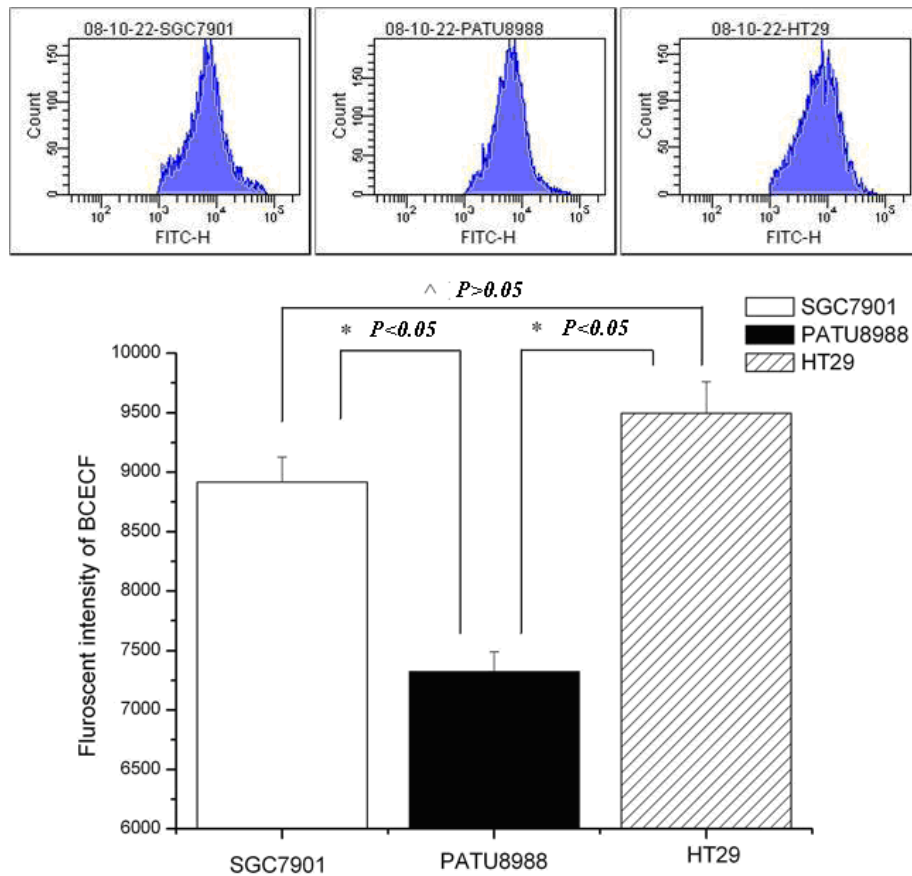 08-10-22-SGC7901
08-10-22-PATU8988
08-10-22-HT29
Count
150
100
50
0
10²
10³
10⁴
10⁵
FITC-H
Count
150
100
50
0
10²
10³
10⁴
10⁵
FITC-H
Count
150
100
50
0
10²
10³
10⁴
10⁵
FITC-H
^ P>0.05
* P<0.05
* P<0.05
SGC7901
PATU8988
HT29
Fluroscent intensity of BCECF
10000
9500
9000
8500
8000
7500
7000
6500
6000
SGC7901
PATU8988
HT29